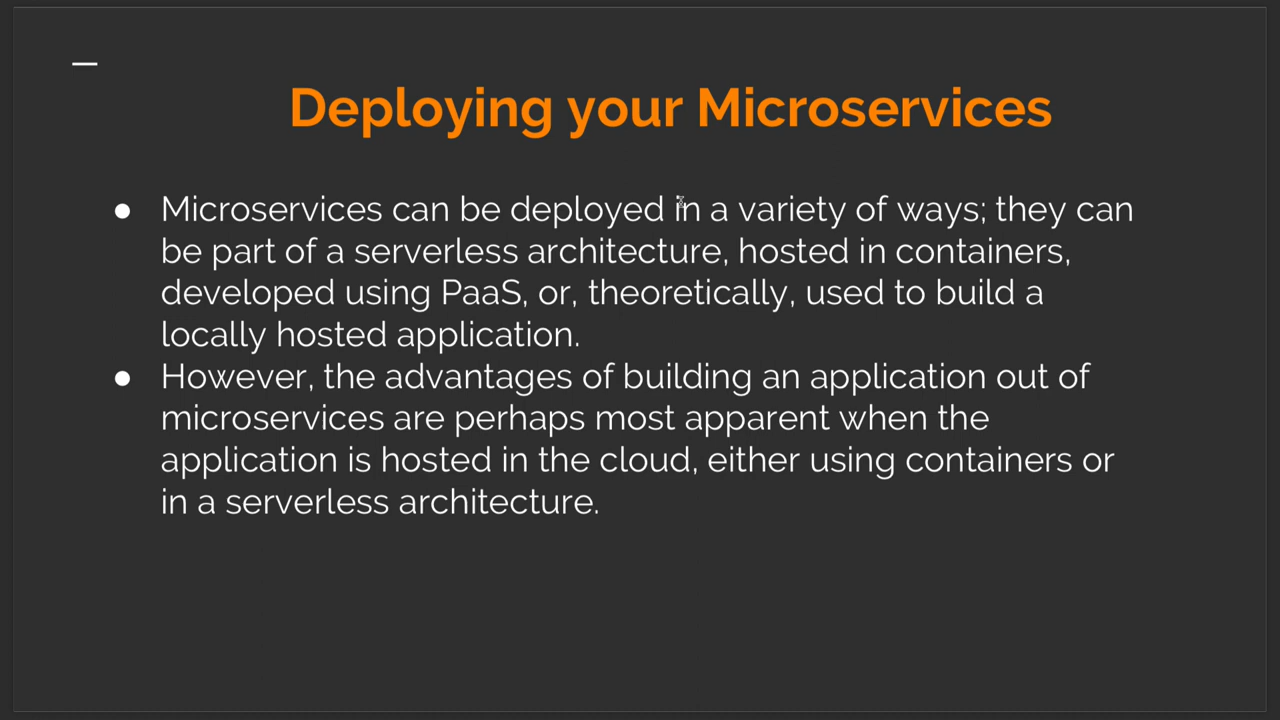 Deploying your Microservices
● Microservices can be deployed in a variety of ways; they can
be part of a serverless architecture, hosted in containers,
developed using PaaS, or, theoretically, used to build a
locally hosted application.
● However, the advantages of building an application out of
microservices are perhaps most apparent when the
application is hosted in the cloud, either using containers or
in a serverless architecture.